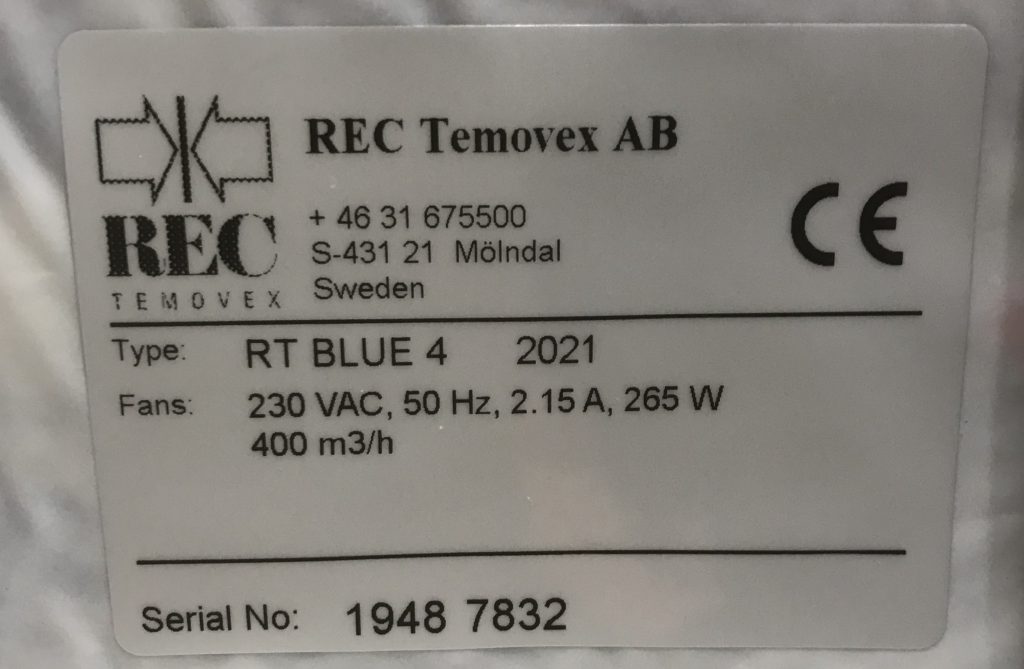 REC Temovex AB
REC
TEMOVEX
+ 46 31 675500
S-431 21 Mölndal
Sweden
CE
Type: RT BLUE 4 2021
Fans: 230 VAC, 50 Hz, 2.15 A, 265 W
400 m3/h
Serial No: 1948 7832